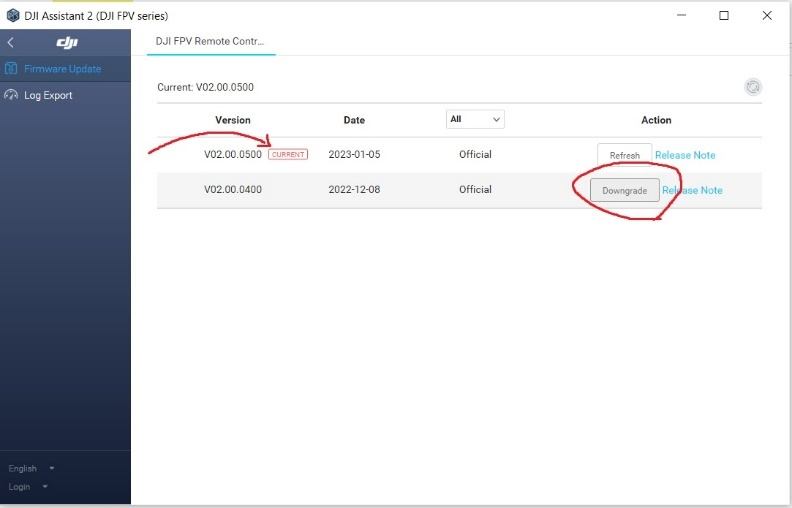 DJI Assistant 2 (DJI FPV series)
dji
DJI FPV Remote Contr...
Firmware Update
Log Export
Current: V02.00.0500
Version Date All Action
V02.00.0500 CURRENT 2023-01-05 Official Refresh Release Note
V02.00.0400 2022-12-08 Official Downgrade Release Note
English
Login